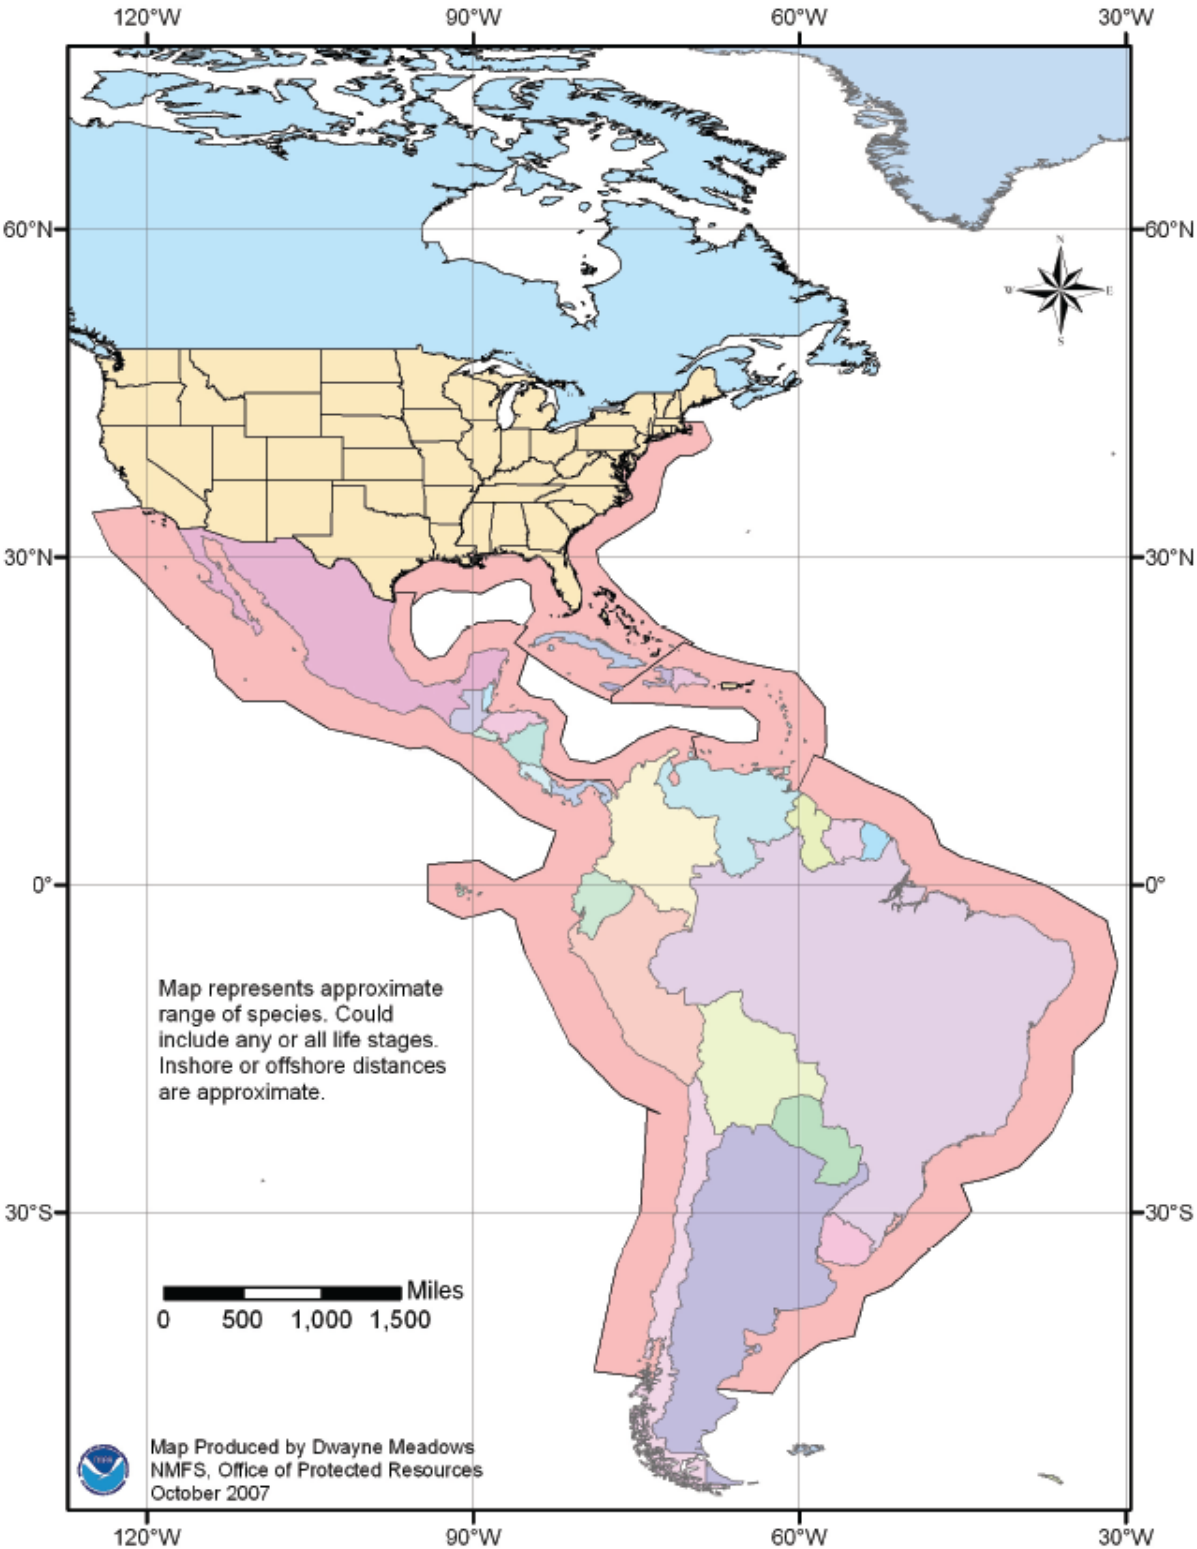 120°W 90°W 60°W 30°W
60°N 60°N
N
W E
S
30°N 30°N
0° 0°
Map represents approximate
range of species. Could
include any or all life stages.
Inshore or offshore distances
are approximate.
30°S 30°S
Miles
0 500 1,000 1,500
Map Produced by Dwayne Meadows
NMFS, Office of Protected Resources
October 2007
120°W 90°W 60°W 30°W